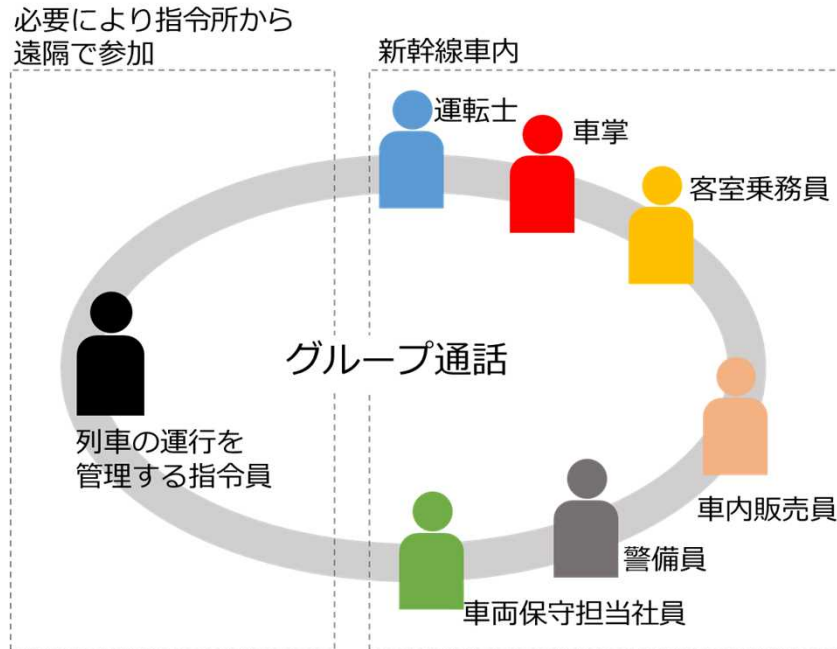 必要により指令所から
遠隔で参加
新幹線車内
運転士
車掌
客室乗務員
グループ通話
列車の運行を
管理する指令員
車内販売員
警備員
車両保守担当社員